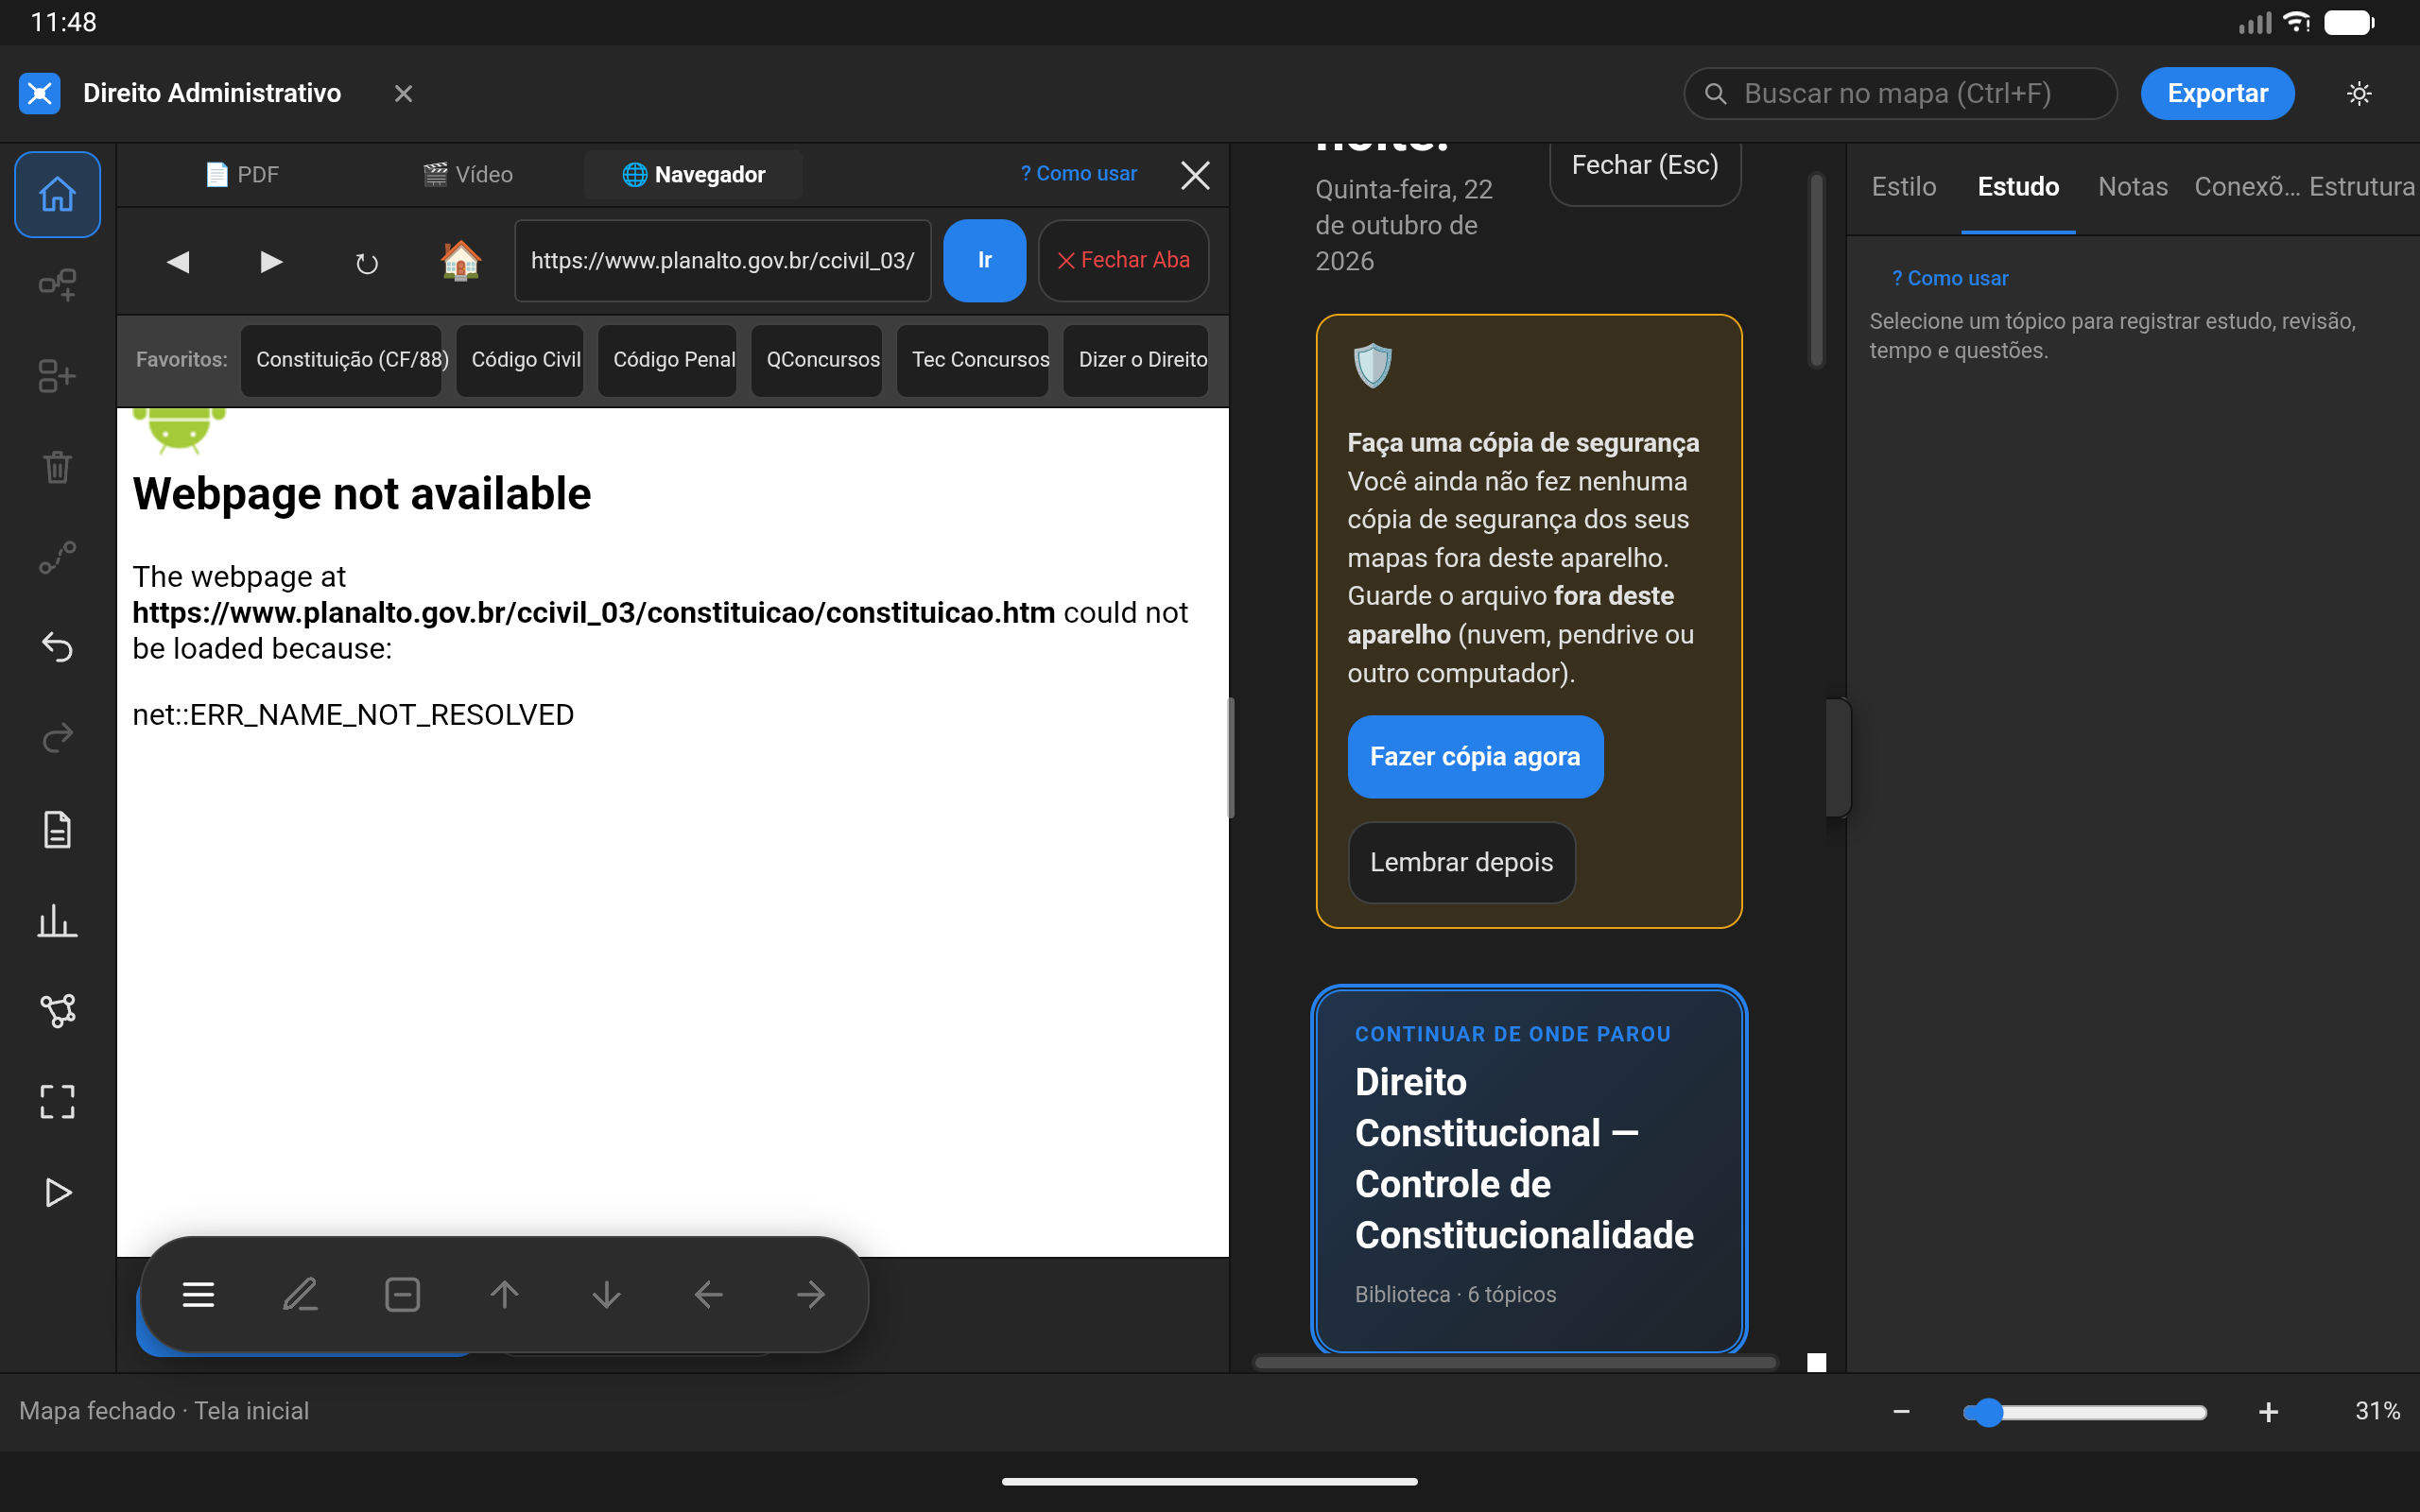 11:48
Direito Administrativo
Buscar no mapa (Ctrl+F)
Exportar
PDF
Vídeo
Navegador
? Como usar
https://www.planalto.gov.br/ccivil_03/
Ir
Fechar Aba
Favoritos:
Constituição (CF/88)
Código Civil
Código Penal
QConcursos
Tec Concursos
Dizer o Direito
Webpage not available
The webpage at
https://www.planalto.gov.br/ccivil_03/constituicao/constituicao.htm could not
be loaded because:
net::ERR_NAME_NOT_RESOLVED
noite!
Quinta-feira, 22
de outubro de
2026
Fechar (Esc)
Faça uma cópia de segurança
Você ainda não fez nenhuma
cópia de segurança dos seus
mapas fora deste aparelho.
Guarde o arquivo fora deste
aparelho (nuvem, pendrive ou
outro computador).
Fazer cópia agora
Lembrar depois
CONTINUAR DE ONDE PAROU
Direito
Constitucional —
Controle de
Constitucionalidade
Biblioteca · 6 tópicos
Estilo
Estudo
Notas
Conexõ...
Estrutura
? Como usar
Selecione um tópico para registrar estudo, revisão,
tempo e questões.
Mapa fechado · Tela inicial
31%